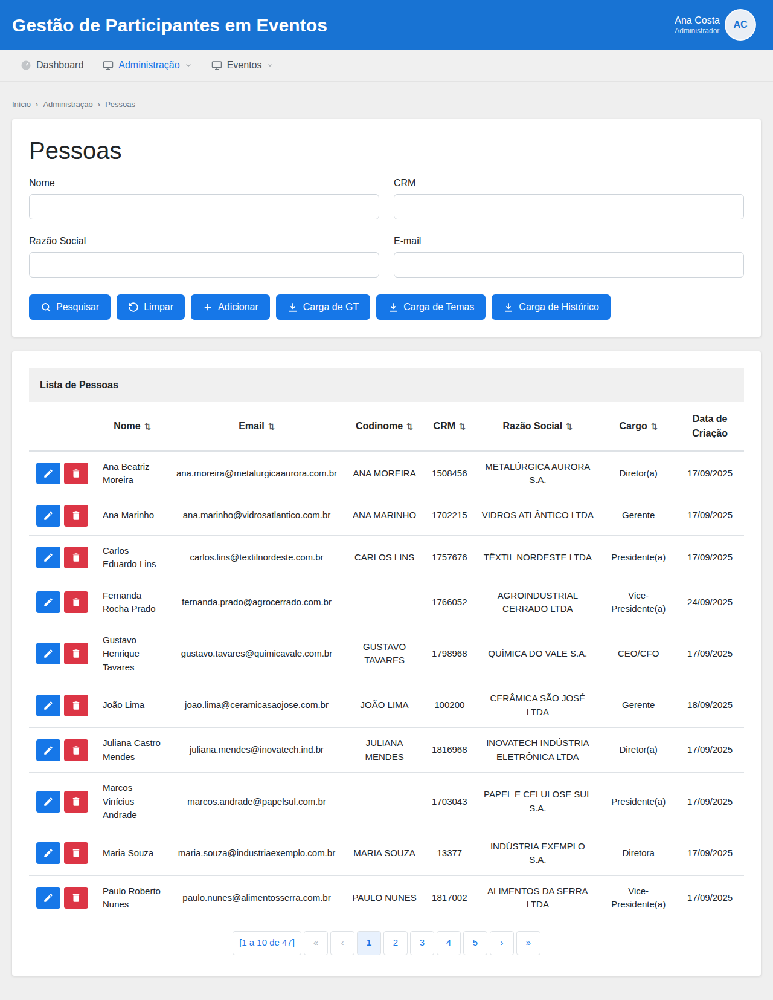 Gestão de Participantes em Eventos
Ana Costa
Administrador
AC
Dashboard
Administração
Eventos
Início › Administração › Pessoas
Pessoas
Nome
CRM
Razão Social
E-mail
Pesquisar
Limpar
Adicionar
Carga de GT
Carga de Temas
Carga de Histórico
Lista de Pessoas
Nome ⇅ Email ⇅ Codinome ⇅ CRM ⇅ Razão Social ⇅ Cargo ⇅ Data de
Criação
Ana Beatriz
Moreira
ana.moreira@metalurgicaaurora.com.br
ANA MOREIRA
1508456
METALÚRGICA AURORA
S.A.
Diretor(a)
17/09/2025
Ana Marinho
ana.marinho@vidrosatlantico.com.br
ANA MARINHO
1702215
VIDROS ATLÂNTICO LTDA
Gerente
17/09/2025
Carlos
Eduardo Lins
carlos.lins@textilnordeste.com.br
CARLOS LINS
1757676
TÊXTIL NORDESTE LTDA
Presidente(a)
17/09/2025
Fernanda
Rocha Prado
fernanda.prado@agrocerrado.com.br
1766052
AGROINDUSTRIAL
CERRADO LTDA
Vice-
Presidente(a)
24/09/2025
Gustavo
Henrique
Tavares
gustavo.tavares@quimicavale.com.br
GUSTAVO
TAVARES
1798968
QUÍMICA DO VALE S.A.
CEO/CFO
17/09/2025
João Lima
joao.lima@ceramicasaojose.com.br
JOÃO LIMA
100200
CERÂMICA SÃO JOSÉ
LTDA
Gerente
18/09/2025
Juliana Castro
Mendes
juliana.mendes@inovatech.ind.br
JULIANA
MENDES
1816968
INOVATECH INDÚSTRIA
ELETRÔNICA LTDA
Diretor(a)
17/09/2025
Marcos
Vinícius
Andrade
marcos.andrade@papelsul.com.br
1703043
PAPEL E CELULOSE SUL
S.A.
Presidente(a)
17/09/2025
Maria Souza
maria.souza@industriaexemplo.com.br
MARIA SOUZA
13377
INDÚSTRIA EXEMPLO
S.A.
Diretora
17/09/2025
Paulo Roberto
Nunes
paulo.nunes@alimentosserra.com.br
PAULO NUNES
1817002
ALIMENTOS DA SERRA
LTDA
Vice-
Presidente(a)
17/09/2025
[1 a 10 de 47] « ‹ 1 2 3 4 5 › »